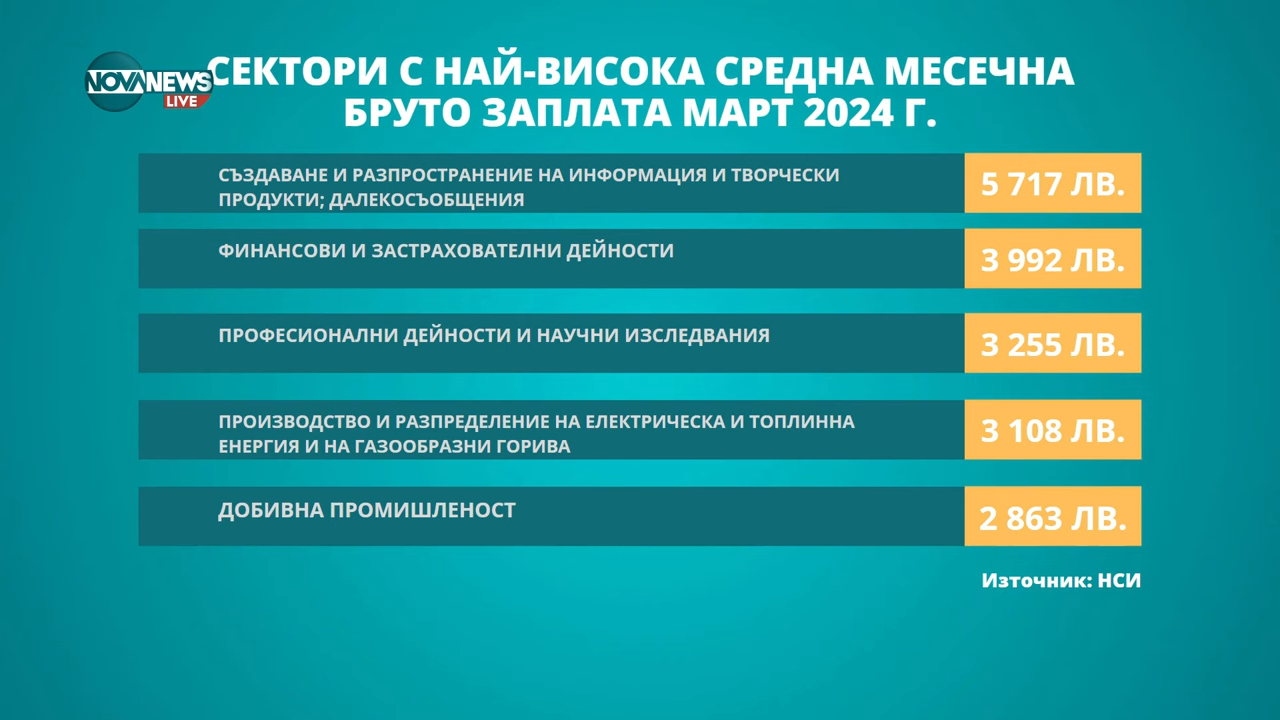 NOVANEWS
LIVE
СЕКТОРИ С НАЙ-ВИСОКА СРЕДНА МЕСЕЧНА
БРУТО ЗАПЛАТА МАРТ 2024 Г.
СЪЗДАВАНЕ И РАЗПРОСТРАНЕНИЕ НА ИНФОРМАЦИЯ И ТВОРЧЕСКИ
ПРОДУКТИ; ДАЛЕКОСЪОБЩЕНИЯ
5 717 ЛВ.
ФИНАНСОВИ И ЗАСТРАХОВАТЕЛНИ ДЕЙНОСТИ
3 992 ЛВ.
ПРОФЕСИОНАЛНИ ДЕЙНОСТИ И НАУЧНИ ИЗСЛЕДВАНИЯ
3 255 ЛВ.
ПРОИЗВОДСТВО И РАЗПРЕДЕЛЕНИЕ НА ЕЛЕКТРИЧЕСКА И ТОПЛИННА
ЕНЕРГИЯ И НА ГАЗООБРАЗНИ ГОРИВА
3 108 ЛВ.
ДОБИВНА ПРОМИШЛЕНОСТ
2 863 ЛВ.
Източник: НСИ